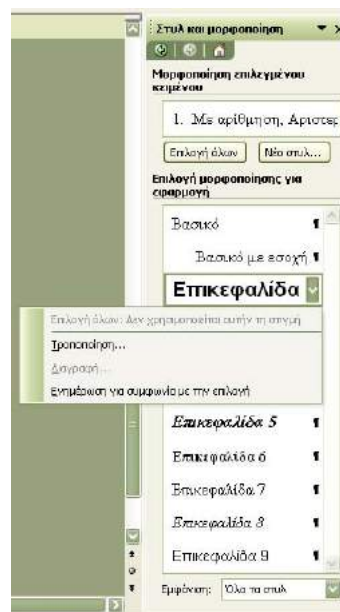 Στυλ και μορφοποίηση
Μορφοποίηση επιλεγμένου
κειμένου
1. Με αρίθμηση, Αριστερ
Επιλογή όλων
Νέο στυλ...
Επιλογή μορφοποίησης για
εφαρμογή
Βασικό ¶
Βασικό με εσοχή ¶
Επικεφαλίδα
Επιλογή όλων: Δεν χρησιμοποιείται αυτήν τη στιγμή
Τροποποίηση...
Διαγραφή...
Ενημέρωση για συμφωνία με την επιλογή
Επικεφαλίδα 5 ¶
Επικεφαλίδα 6 ¶
Επικεφαλίδα 7 ¶
Επικεφαλίδα 8 ¶
Επικεφαλίδα 9 ¶
Εμφάνιση: Όλα τα στυλ